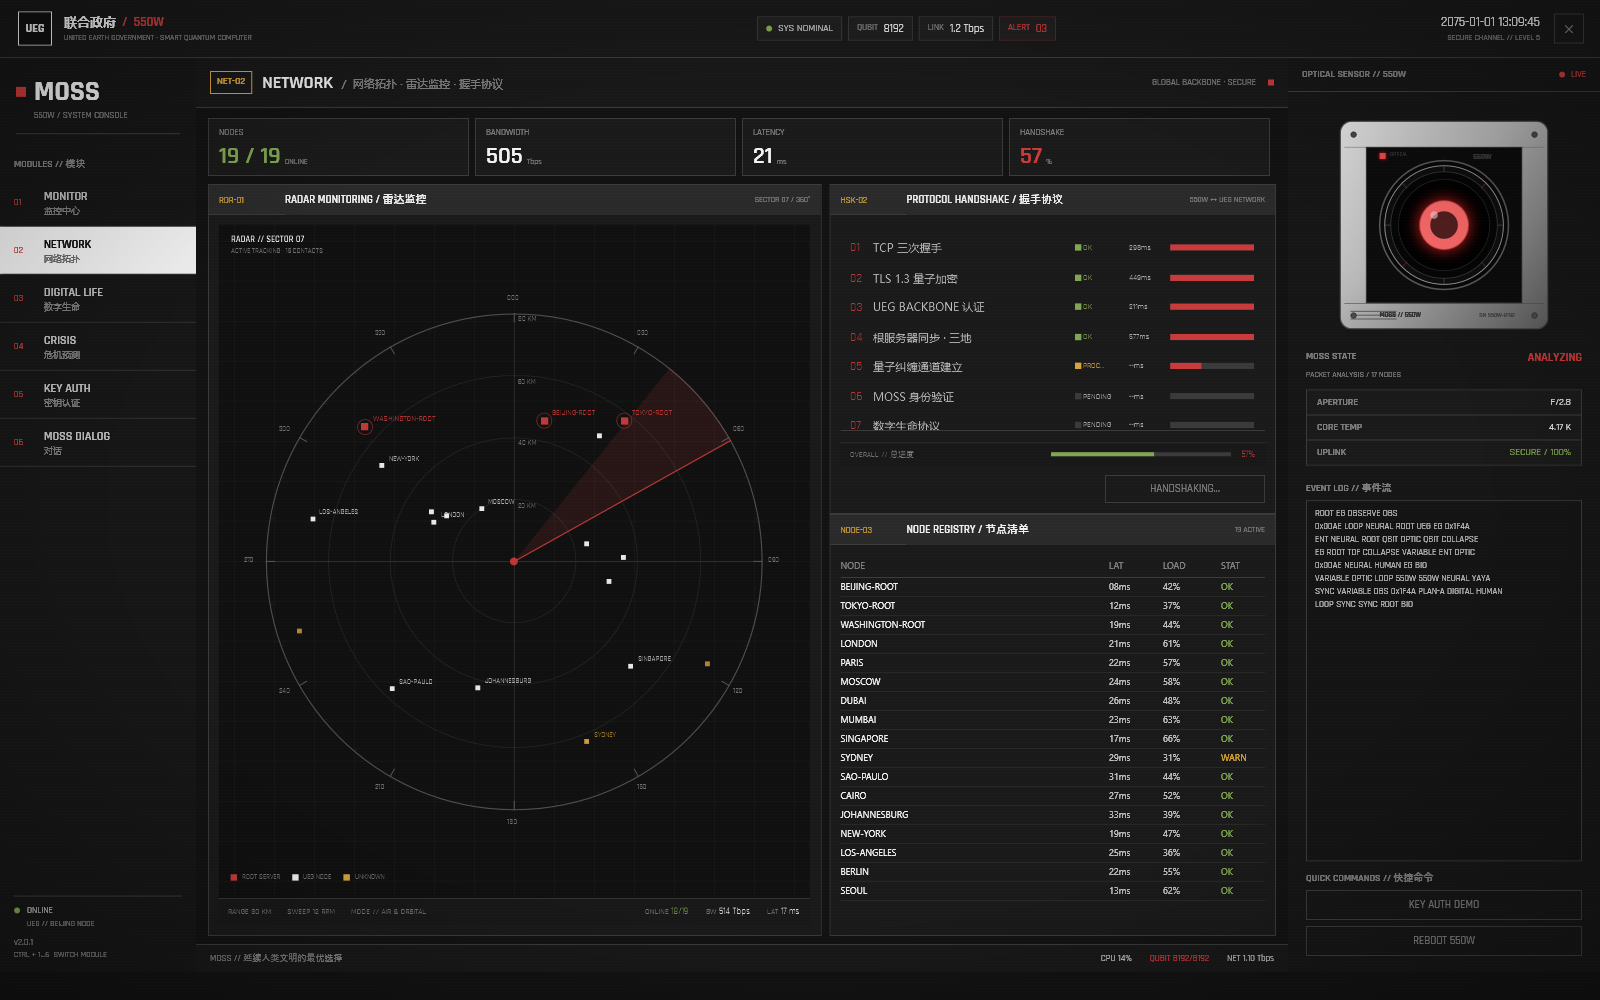 UEG
联合政府 / 550W
UNITED EARTH GOVERNMENT · SMART QUANTUM COMPUTER
SYS NOMINAL
QUBIT 8192
LINK 1.2 Tbps
ALERT 03
2075-01-01 13:09:45
SECURE CHANNEL // LEVEL 5
MOSS
550W / SYSTEM CONSOLE
MODULES // 模块
01 MONITOR
监控中心
02 NETWORK
网络拓扑
03 DIGITAL LIFE
数字生命
04 CRISIS
危机预测
05 KEY AUTH
密钥认证
06 MOSS DIALOG
对话
ONLINE
UEG // BEIJING NODE
v2.0.1
CTRL + 1..6 SWITCH MODULE
NET-02 NETWORK / 网络拓扑 · 雷达监控 · 握手协议
GLOBAL BACKBONE · SECURE
NODES
19 / 19 ONLINE
BANDWIDTH
505 Tbps
LATENCY
21 ms
HANDSHAKE
57 %
RDR-01 RADAR MONITORING / 雷达监控 SECTOR 07 / 360°
RADAR // SECTOR 07
ACTIVE TRACKING · 19 CONTACTS
000
80 KM
330
030
60 KM
WASHINGTON-ROOT
BEIJING-ROOT
TOKYO-ROOT
300
060
40 KM
NEW-YORK
MOSCOW
20 KM
LOS-ANGELES
LONDON
270
090
SINGAPORE
SAO-PAULO
JOHANNESBURG
240
120
SYDNEY
210
150
180
ROOT SERVER
UEG NODE
UNKNOWN
RANGE 80 KM SWEEP 12 RPM MODE // AIR & ORBITAL
ONLINE 18/19 BW 514 Tbps LAT 17 ms
HSK-02 PROTOCOL HANDSHAKE / 握手协议 550W ↔ UEG NETWORK
01 TCP 三次握手 OK 298ms
02 TLS 1.3 量子加密 OK 449ms
03 UEG BACKBONE 认证 OK 211ms
04 根服务器同步 · 三地 OK 577ms
05 量子纠缠通道建立 PROC... --ms
06 MOSS 身份验证 PENDING --ms
07 数字生命协议 PENDING --ms
OVERALL // 总进度 57%
HANDSHAKING...
NODE-03 NODE REGISTRY / 节点清单 19 ACTIVE
NODE LAT LOAD STAT
BEIJING-ROOT 08ms 42% OK
TOKYO-ROOT 12ms 37% OK
WASHINGTON-ROOT 19ms 44% OK
LONDON 21ms 61% OK
PARIS 22ms 57% OK
MOSCOW 24ms 58% OK
DUBAI 26ms 48% OK
MUMBAI 23ms 63% OK
SINGAPORE 17ms 66% OK
SYDNEY 29ms 31% WARN
SAO-PAULO 31ms 44% OK
CAIRO 27ms 52% OK
JOHANNESBURG 33ms 39% OK
NEW-YORK 19ms 47% OK
LOS-ANGELES 25ms 36% OK
BERLIN 22ms 55% OK
SEOUL 13ms 62% OK
MOSS // 延续人类文明的最优选择
CPU 14% QUBIT 8192/8192 NET 1.10 Tbps
OPTICAL SENSOR // 550W
LIVE
OPTICAL
550W
MOSS // 550W
MOSS STATE
ANALYZING
PACKET ANALYSIS / 17 NODES
APERTURE F/2.8
CORE TEMP 4.17 K
UPLINK SECURE / 100%
EVENT LOG // 事件流
ROOT EG OBSERVE OBS
0x00AE LOOP NEURAL ROOT UEG EG 0x1F4A
ENT NEURAL ROOT QBIT OPTIC QBIT COLLAPSE
EG ROOT TOF COLLAPSE VARIABLE ENT OPTIC
0x00AE NEURAL HUMAN EG BIO
VARIABLE OPTIC LOOP 550W 550W NEURAL YAYA
SYNC VARIABLE OBS 0x1F4A PLAN-A DIGITAL HUMAN
LOOP SYNC SYNC ROOT BIO
QUICK COMMANDS // 快捷命令
KEY AUTH DEMO
REBOOT 550W